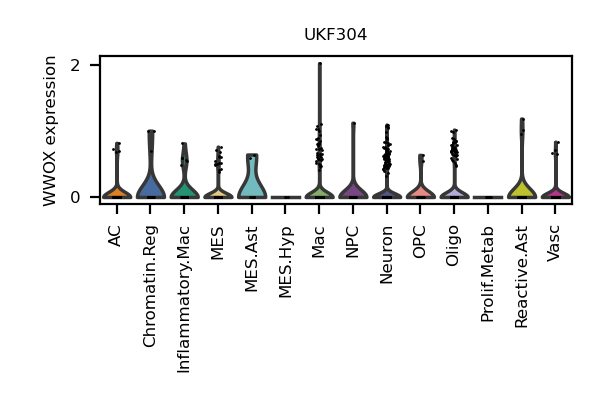 UKF304
WWOX expression
2
0
AC
Chromatin.Reg
Inflammatory.Mac
MES
MES.Ast
MES.Hyp
Mac
NPC
Neuron
OPC
Oligo
Prolif.Metab
Reactive.Ast
Vasc